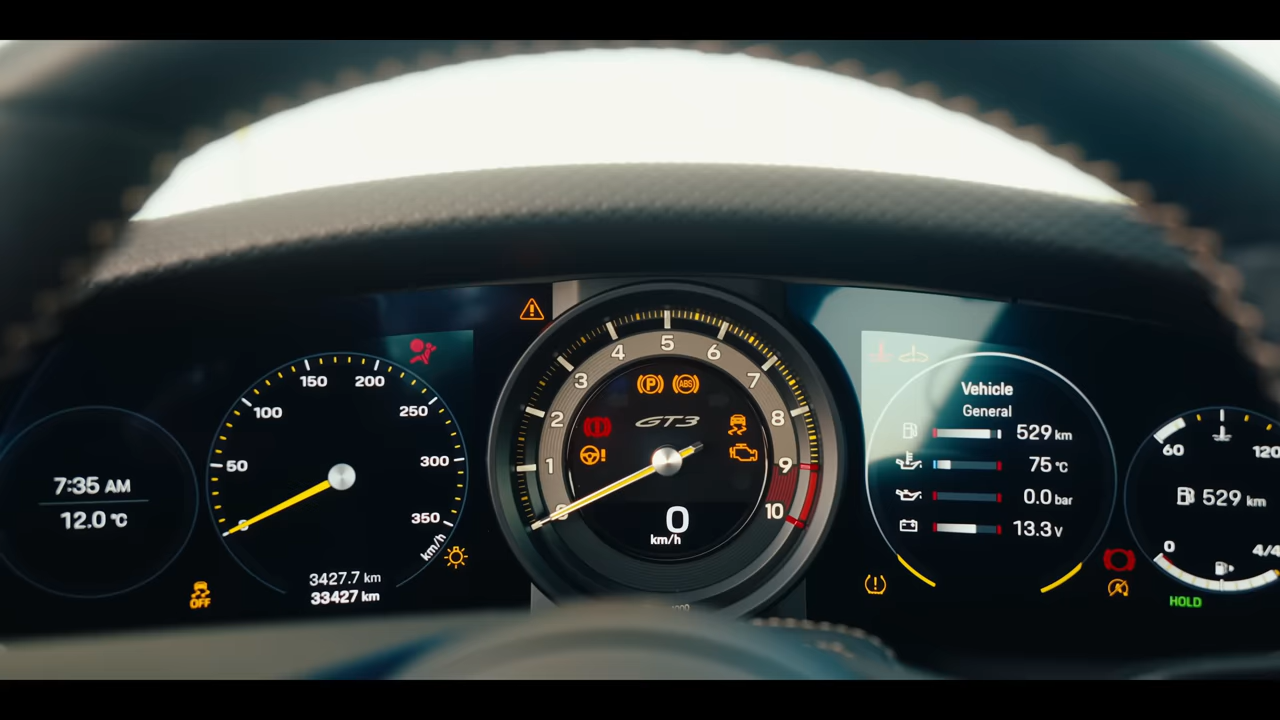 7:35 AM
12.0 °C
50
100
150
200
250
300
350
km/h
3427.7 km
33427 km
OFF
1
2
3
4
5
6
7
8
9
10
P
ABS
GT3
0
km/h
Vehicle
General
529 km
75 °C
0.0 bar
13.3 V
60
120
529 km
0
4/4
HOLD